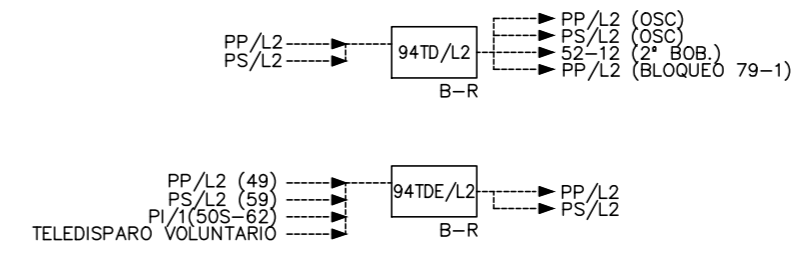 PP/L2
PS/L2
94TD/L2
B-R
PP/L2 (OSC)
PS/L2 (OSC)
52-12 (2ª BOB.)
PP/L2 (BLOQUEO 79-1)
PP/L2 (49)
PS/L2 (59)
PI/1(50S-62)
TELEDISPARO VOLUNTARIO
94TDE/L2
B-R
PP/L2
PS/L2